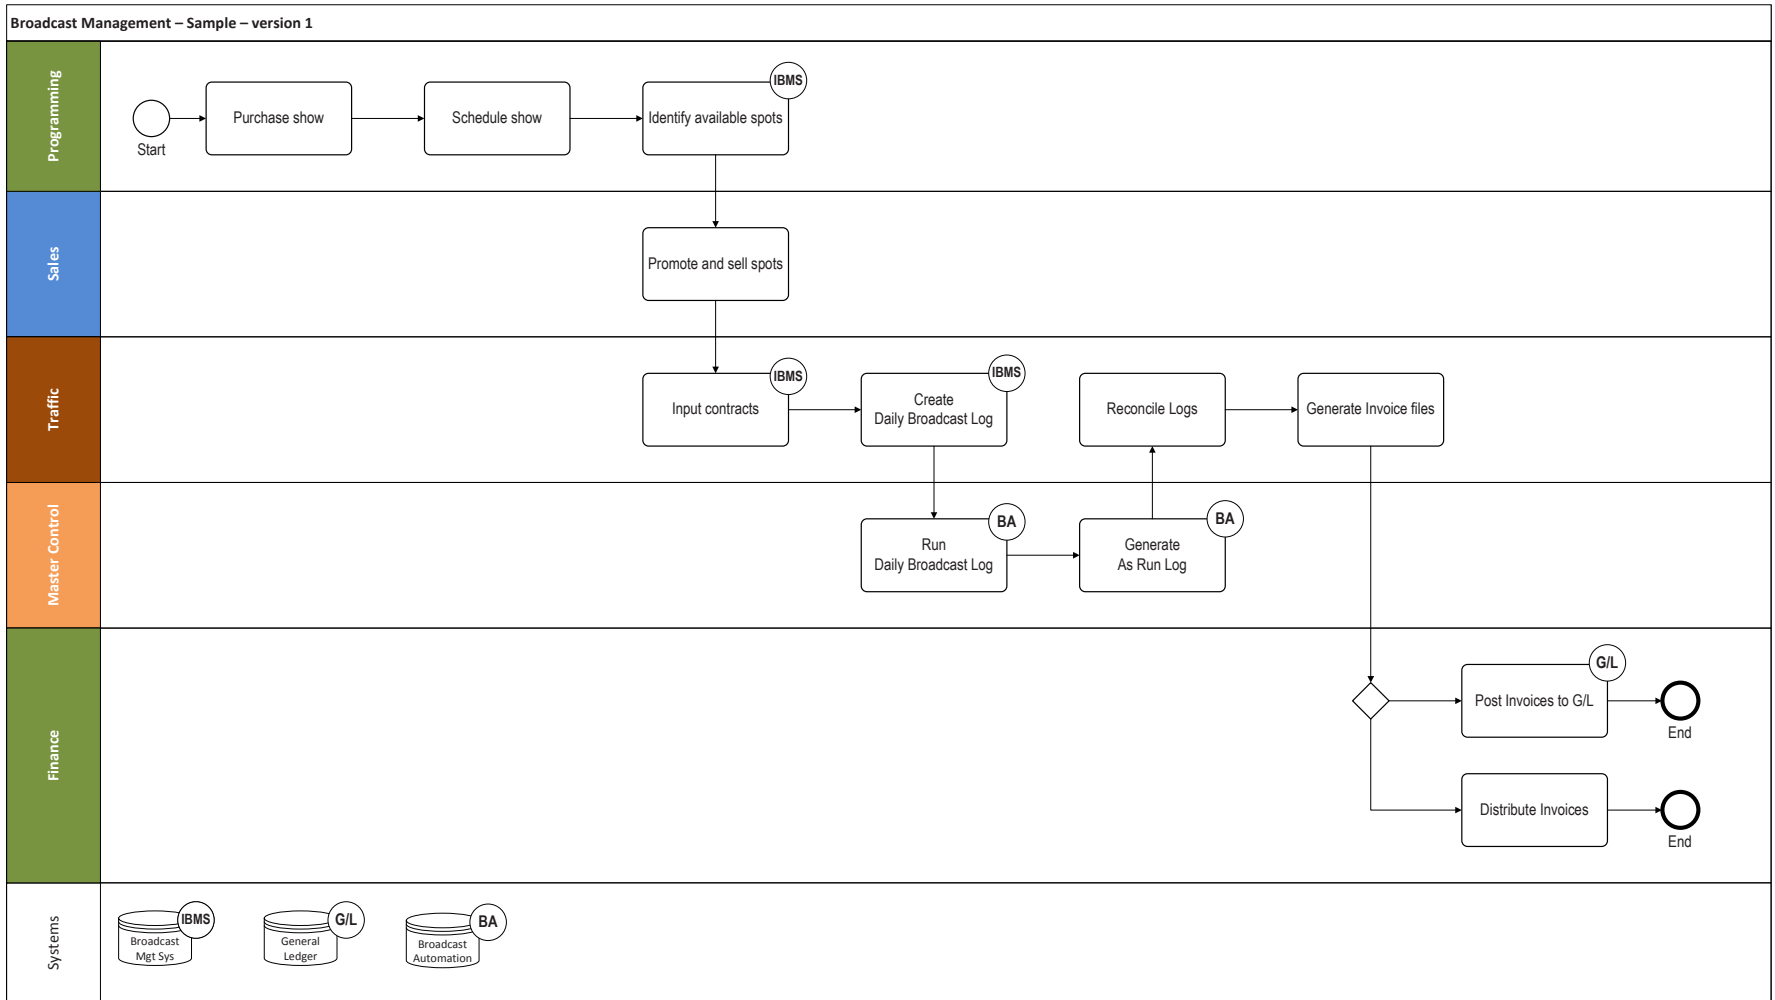 Broadcast Management – Sample – version 1
Programming
IBMS
Purchase show
Schedule show
Identify available spots
Start
Sales
Promote and sell spots
Traffic
IBMS
IBMS
Input contracts
Create
Daily Broadcast Log
Reconcile Logs
Generate Invoice files
Master Control
BA
BA
Run
Daily Broadcast Log
Generate
As Run Log
Finance
G/L
Post Invoices to G/L
End
Distribute Invoices
End
Systems
IBMS
Broadcast
Mgt Sys
G/L
General
Ledger
BA
Broadcast
Automation